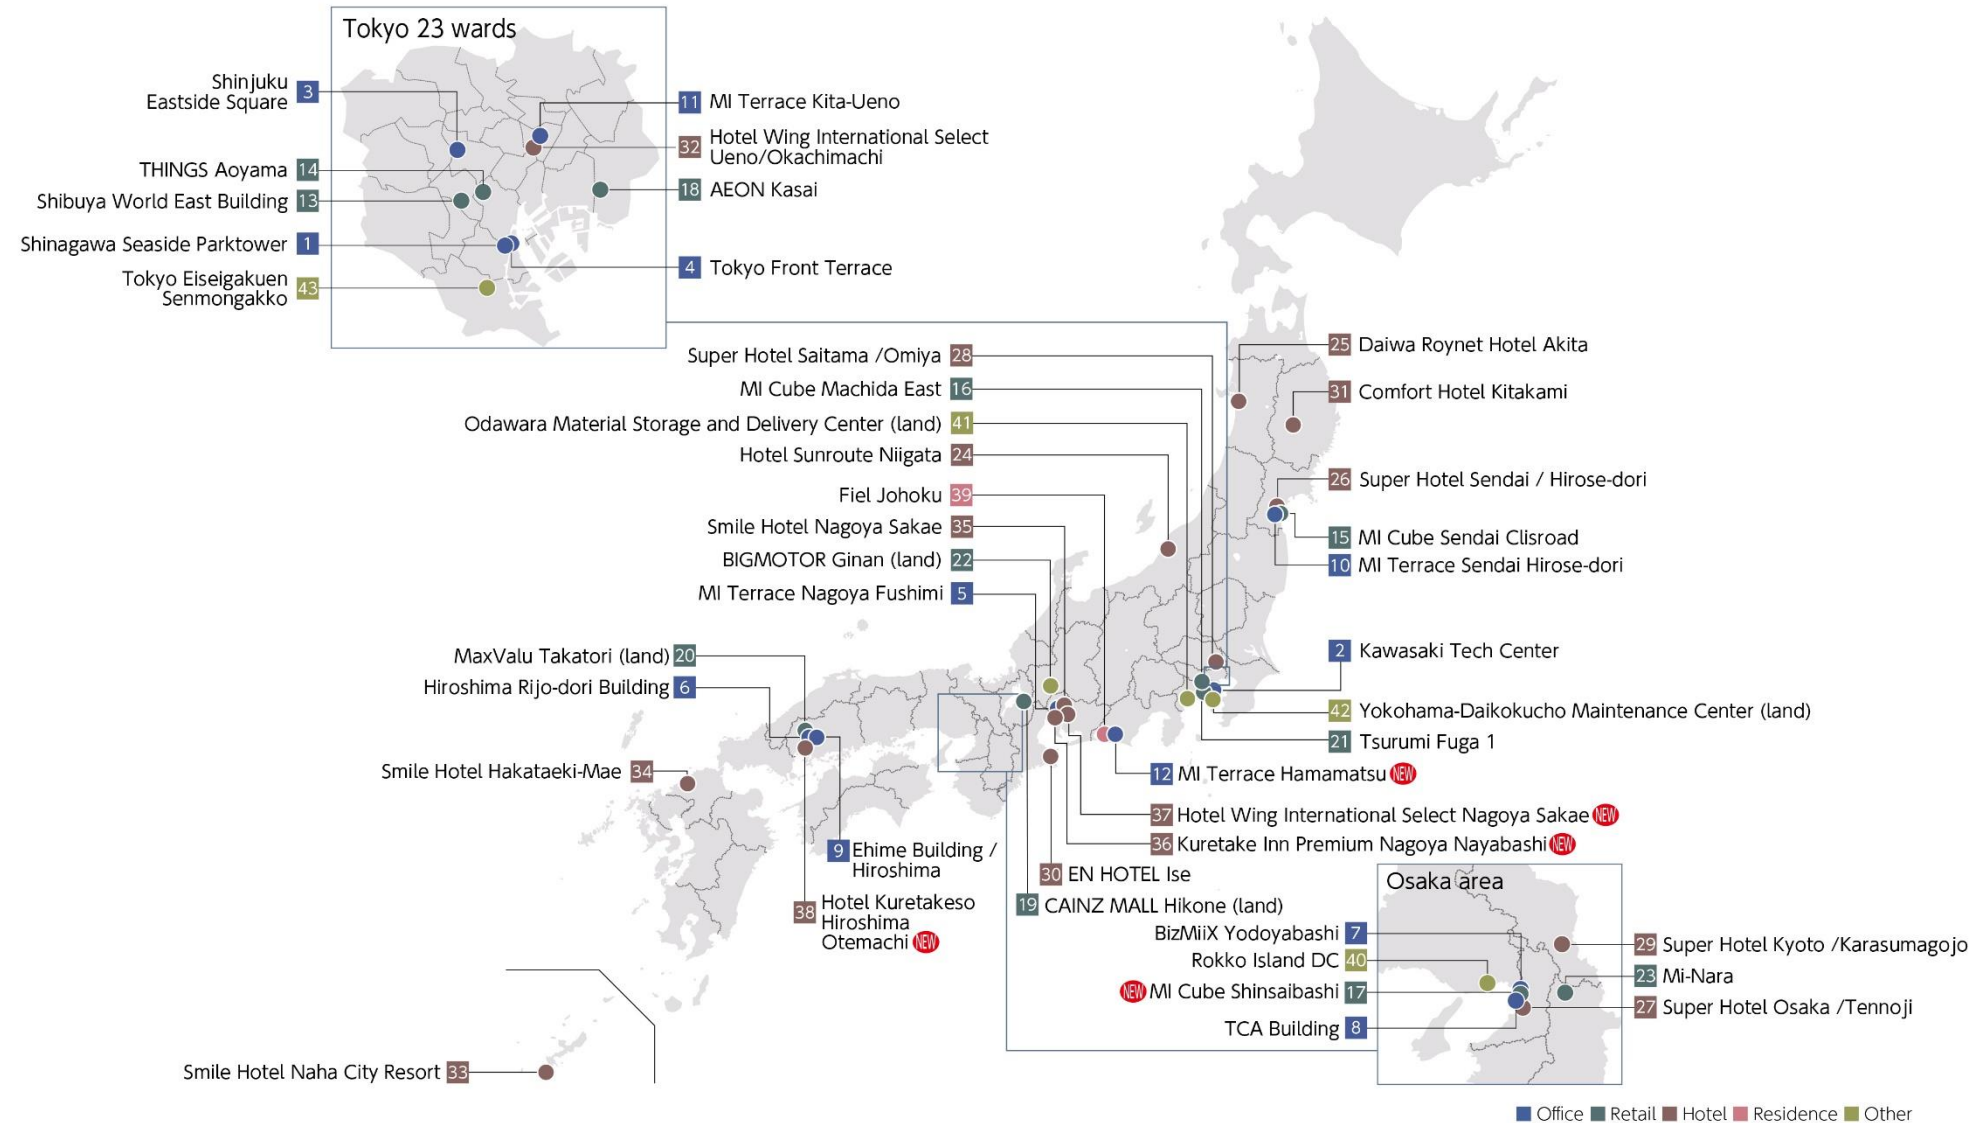 Tokyo 23 wards
Shinjuku
Eastside Square 3
THINGS Aoyama 14
Shibuya World East Building 13
Shinagawa Seaside Parktower 1
Tokyo Eiseigakuen
Senmongakko 43
11 MI Terrace Kita-Ueno
32 Hotel Wing International Select
Ueno/Okachimachi
18 AEON Kasai
4 Tokyo Front Terrace
Super Hotel Saitama /Omiya 28
MI Cube Machida East 16
Odawara Material Storage and Delivery Center (land) 41
Hotel Sunroute Niigata 24
Fiel Johoku 39
Smile Hotel Nagoya Sakae 35
BIGMOTOR Ginan (land) 22
MI Terrace Nagoya Fushimi 5
MaxValu Takatori (land) 20
Hiroshima Rijo-dori Building 6
Smile Hotel Hakataeki-Mae 34
25 Daiwa Roynet Hotel Akita
31 Comfort Hotel Kitakami
26 Super Hotel Sendai / Hirose-dori
15 MI Cube Sendai Clisroad
10 MI Terrace Sendai Hirose-dori
2 Kawasaki Tech Center
42 Yokohama-Daikokucho Maintenance Center (land)
21 Tsurumi Fuga 1
12 MI Terrace Hamamatsu NEW
37 Hotel Wing International Select Nagoya Sakae NEW
36 Kuretake Inn Premium Nagoya Nayabashi NEW
30 EN HOTEL Ise
19 CAINZ MALL Hikone (land)
9 Ehime Building /
Hiroshima
38 Hotel Kuretakeso
Hiroshima
Otemachi NEW
Smile Hotel Naha City Resort 33
Osaka area
BizMiiX Yodoyabashi 7
Rokko Island DC 40
NEW MI Cube Shinsaibashi 17
TCA Building 8
29 Super Hotel Kyoto /Karasumagojo
23 Mi-Nara
27 Super Hotel Osaka /Tennoji
Office Retail Hotel Residence Other